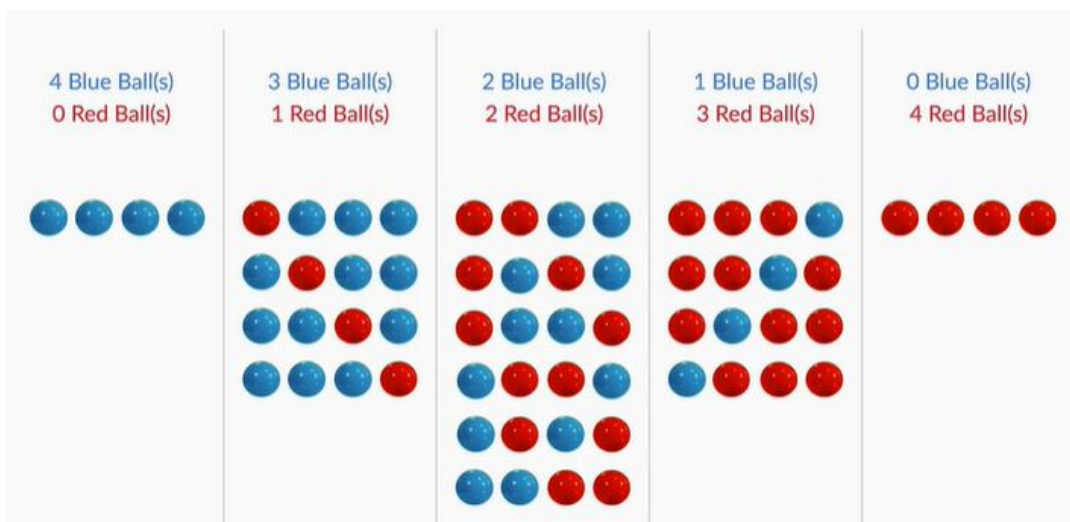 4 Blue Ball(s)
0 Red Ball(s)
3 Blue Ball(s)
1 Red Ball(s)
2 Blue Ball(s)
2 Red Ball(s)
1 Blue Ball(s)
3 Red Ball(s)
0 Blue Ball(s)
4 Red Ball(s)